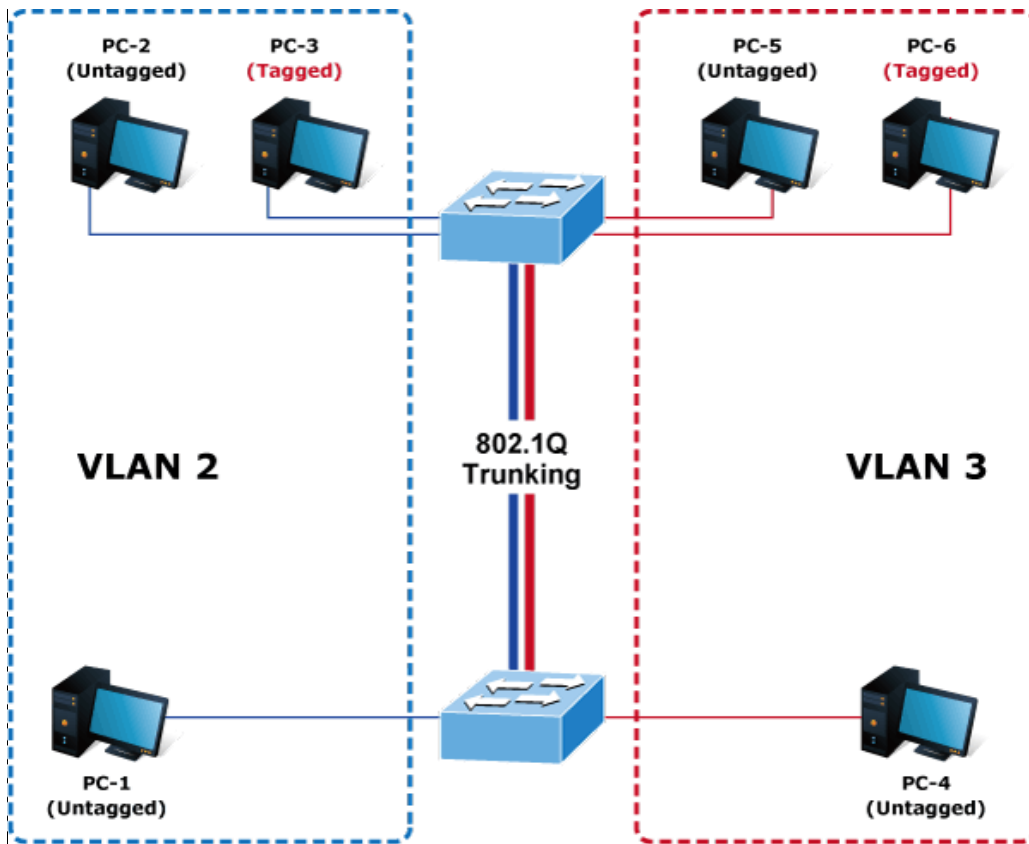 PC-2
(Untagged)
PC-3
(Tagged)
PC-5
(Untagged)
PC-6
(Tagged)
802.1Q
Trunking
VLAN 2
VLAN 3
PC-1
(Untagged)
PC-4
(Untagged)